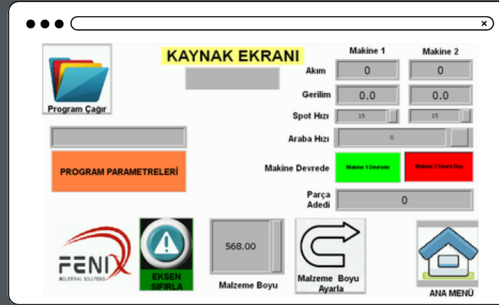 KAYNAK EKRANI
Makine 1
Makine 2
Akım
0
0
Gerilim
0.0
0.0
Spot Hızı
15
15
Araba Hızı
0
Program Çağır
PROGRAM PARAMETRELERİ
Makine Devrede
Makine 1 Devrede
Parça
Adedi
0
FENIX
EKSEN
SIFIRLA
568.00
Malzeme Boyu
Malzeme Boyu
Ayarla
ANA MENÜ